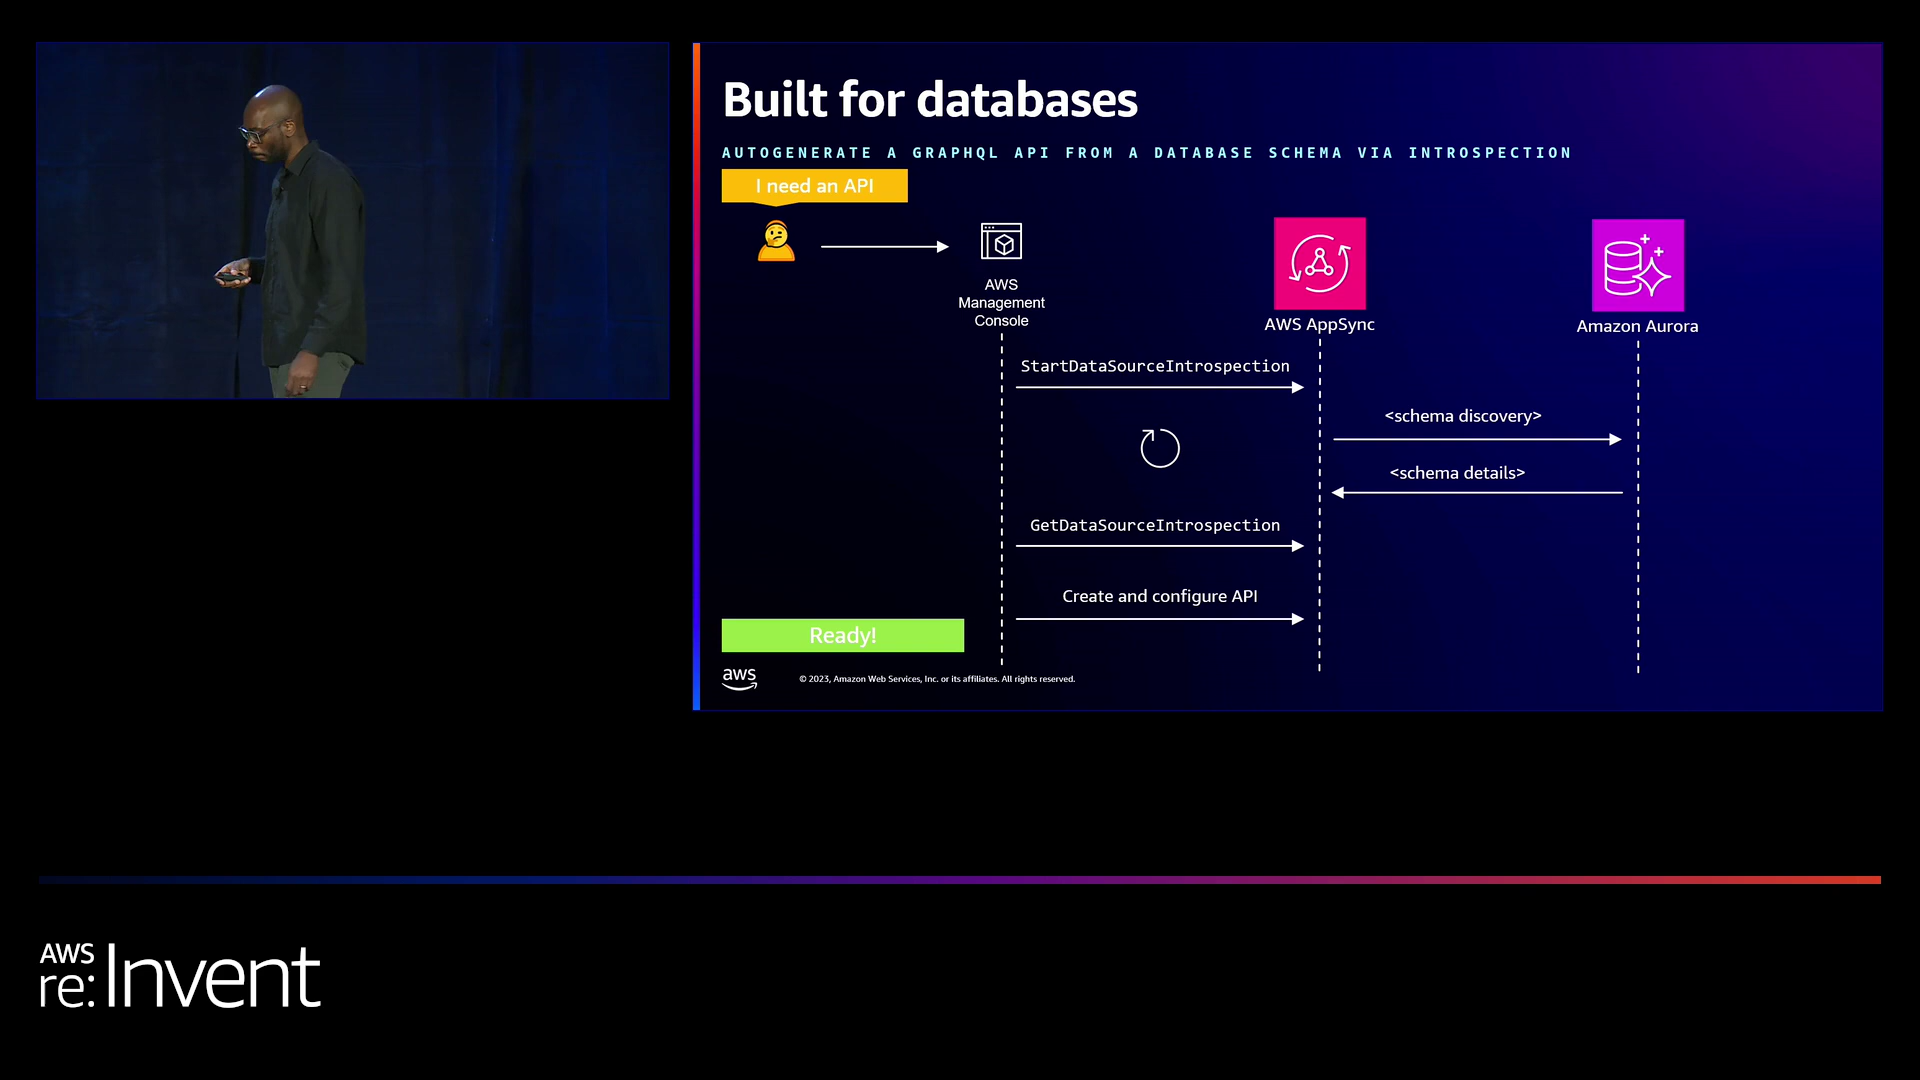 Built for databases
AUTOGENERATE A GRAPHQL API FROM A DATABASE SCHEMA VIA INTROSPECTION
I need an API
AWS
Management
Console
AWS AppSync
Amazon Aurora
StartDataSourceIntrospection
<schema discovery>
<schema details>
GetDataSourceIntrospection
Create and configure API
Ready!
aws
© 2023, Amazon Web Services, Inc. or its affiliates. All rights reserved.
AWS
re:Invent